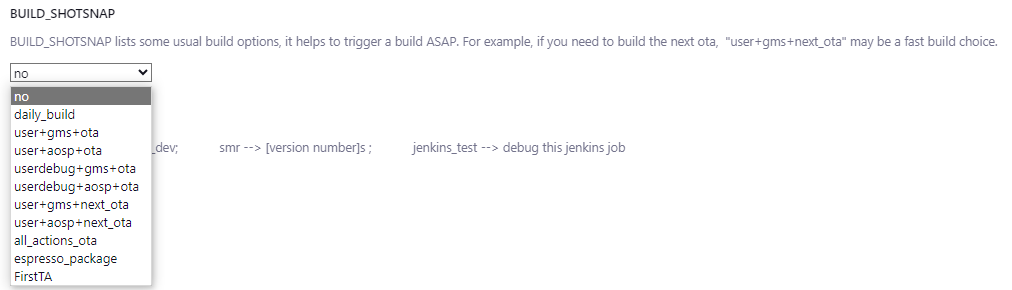 BUILD_SHOTSNAP
BUILD_SHOTSNAP lists some usual build options, it helps to trigger a build ASAP. For example, if you need to build the next ota,  "user+gms+next_ota" may be a fast build choice.
no
no
daily_build
user+gms+ota
user+aosp+ota
_dev; smr --> [version number]s ; jenkins_test --> debug this jenkins job
userdebug+gms+ota
userdebug+aosp+ota
user+gms+next_ota
user+aosp+next_ota
all_actions_ota
espresso_package
FirstTA